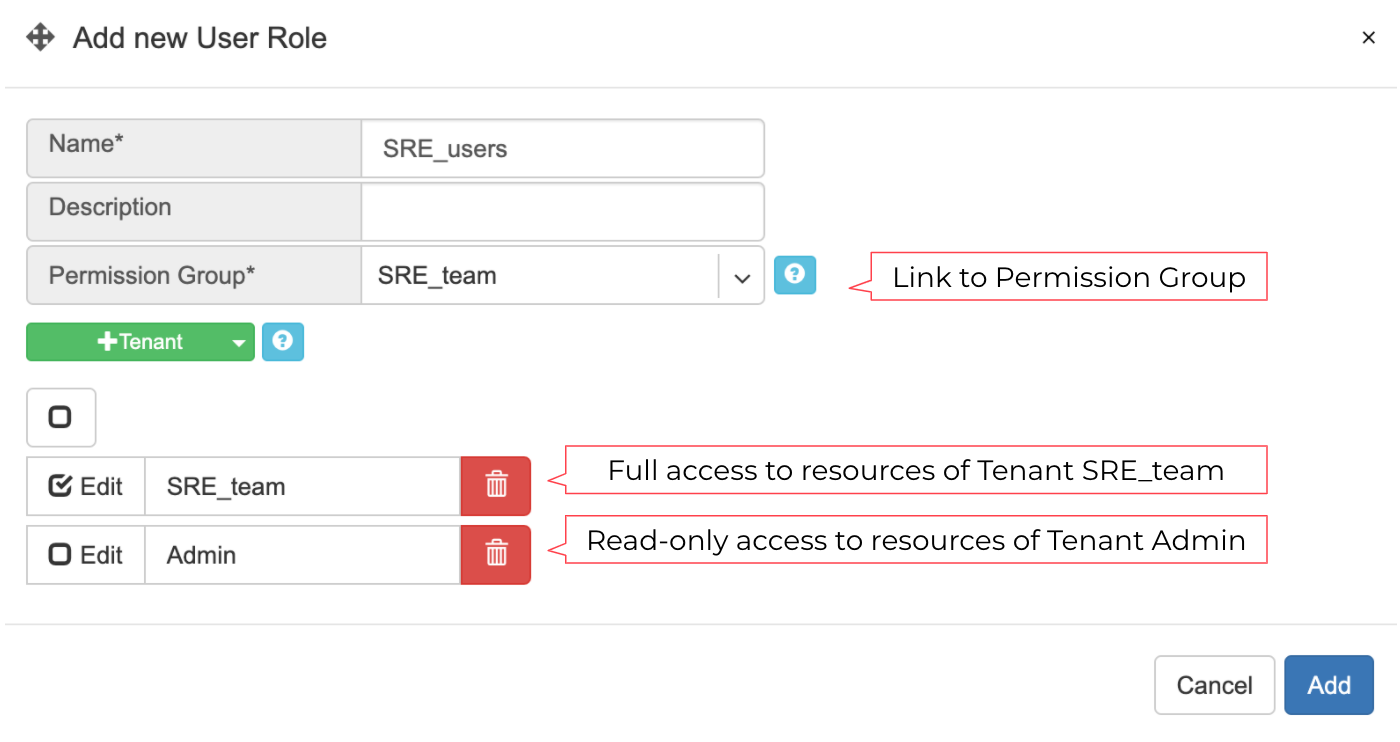 Add new User Role
×
Name* SRE_users
Description
Permission Group* SRE_team
?
Link to Permission Group
+Tenant
?
Edit SRE_team
Full access to resources of Tenant SRE_team
Edit Admin
Read-only access to resources of Tenant Admin
Cancel Add